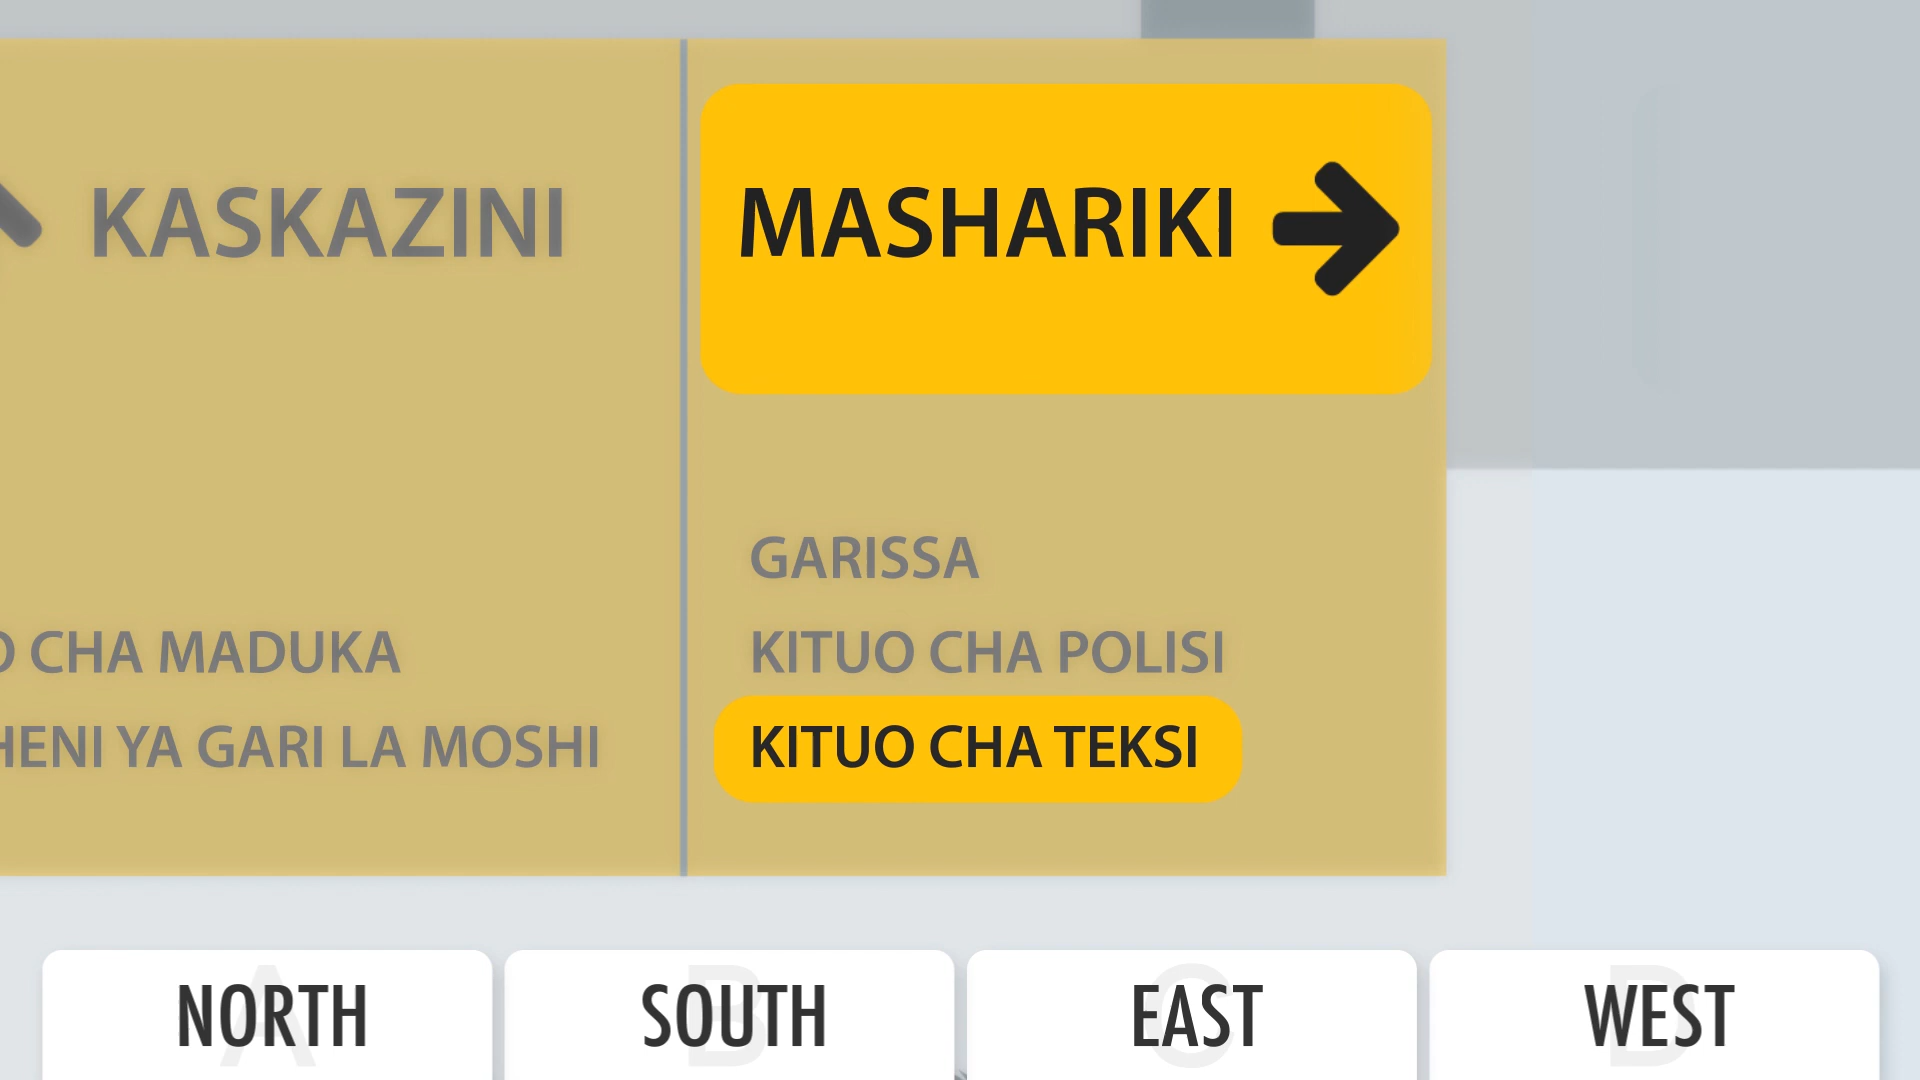 KASKAZINI
MASHARIKI
GARISSA
CHA MADUKA
KITUO CHA POLISI
YA GARI LA MOSHI
KITUO CHA TEKSI
A
NORTH
B
SOUTH
C
EAST
D
WEST